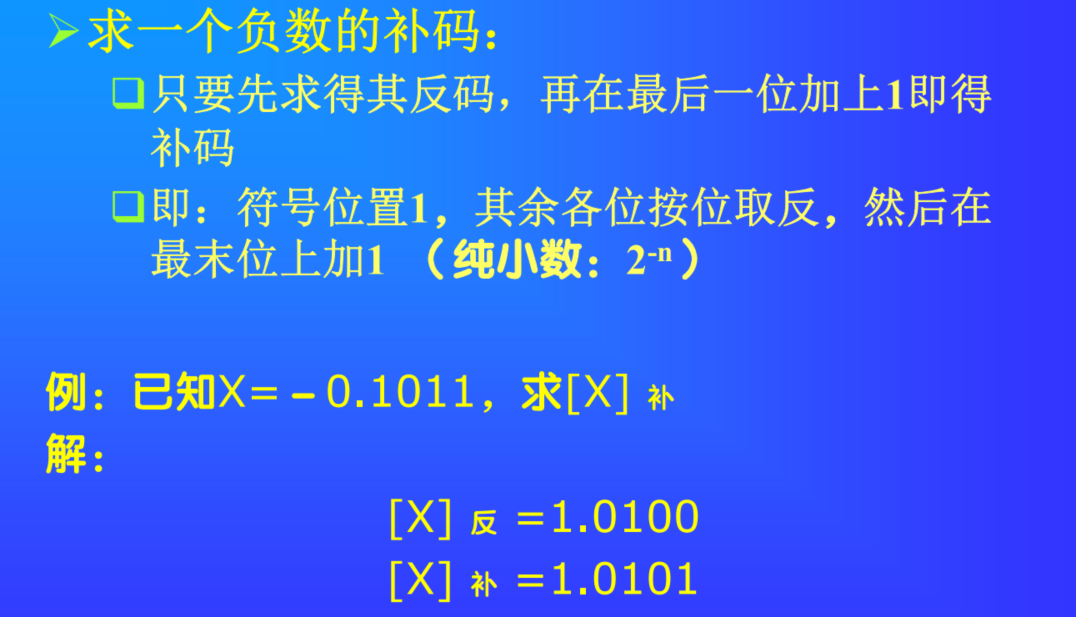 求一个负数的补码：
只要先求得其反码，再在最后一位加上1即得
补码
即：符号位置1，其余各位按位取反，然后在
最末位上加1 （纯小数：2⁻ⁿ）
例：已知X=－0.1011，求[X] 补
解：
[X] 反 =1.0100
[X] 补 =1.0101